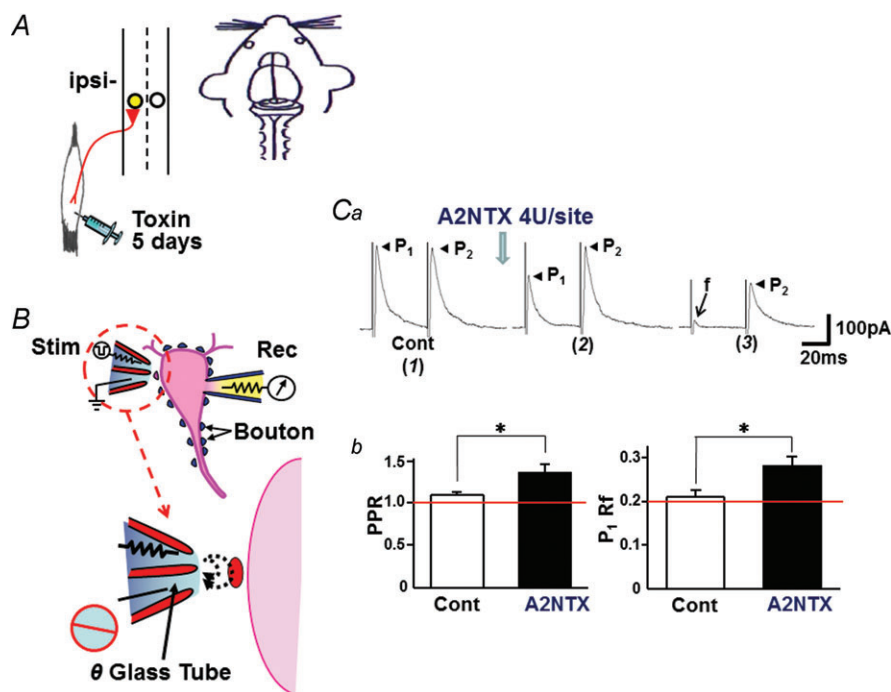 A
ipsi-
Toxin
5 days
B
Stim
Rec
Bouton
θ Glass Tube
Ca
A2NTX 4U/site
P₁
P₂
P₁
P₂
f
P₂
Cont
(1)
(2)
(3)
100pA
20ms
b
*
PPR
1.5
1.0
0.5
0
Cont
A2NTX
*
P₁ Rf
0.3
0.2
0.2
0
Cont
A2NTX